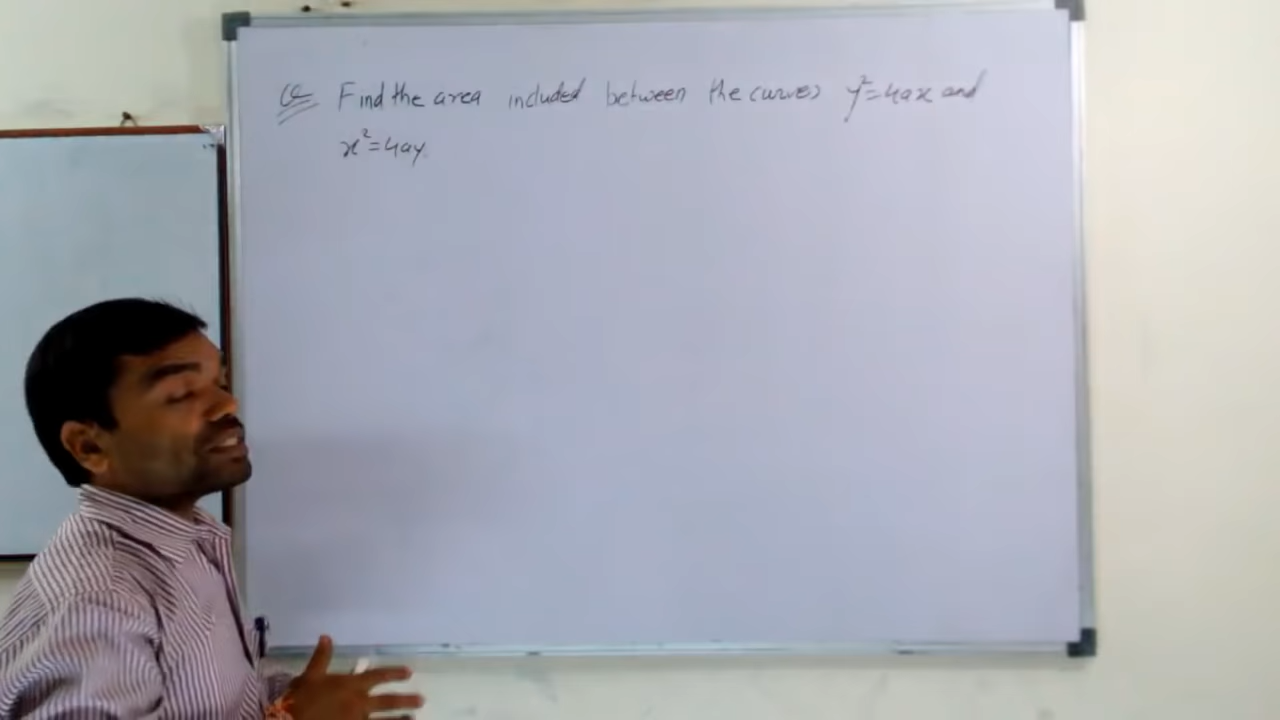 Q Find the area included between the curves y²=4ax and
x²=4ay.